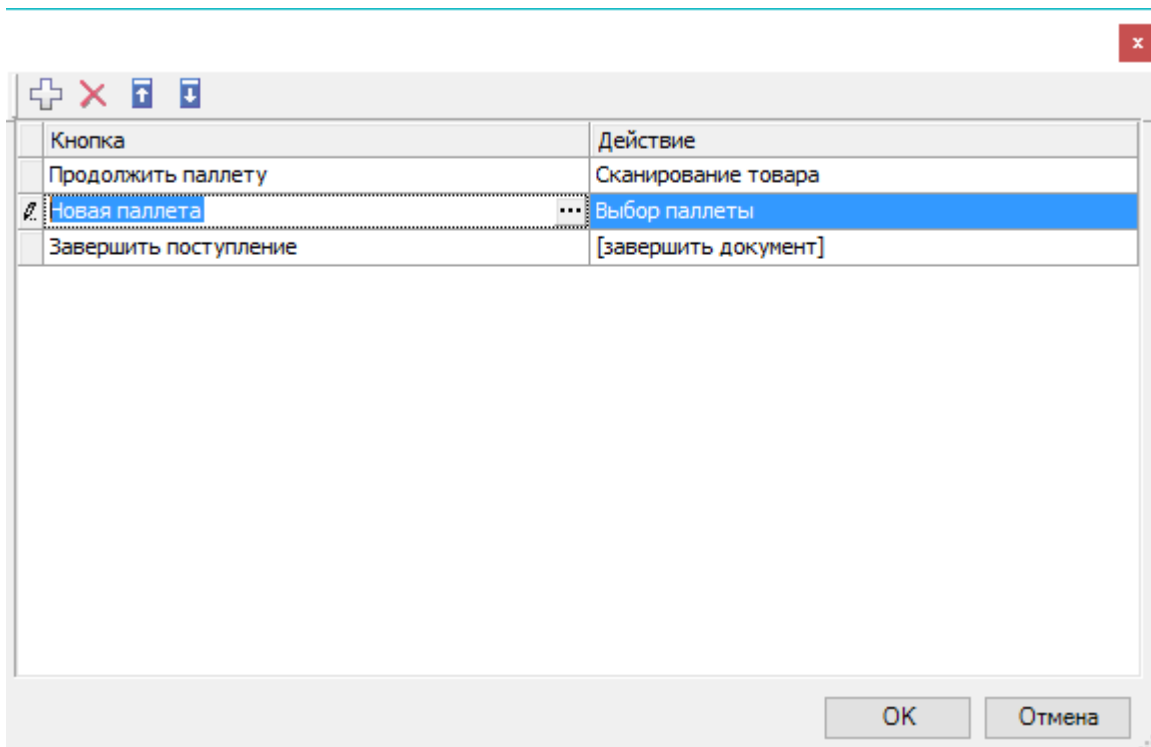 x
Кнопка Действие
Продолжить паллету Сканирование товара
Новая паллета ... Выбор паллеты
Завершить поступление [завершить документ]
OK Отмена